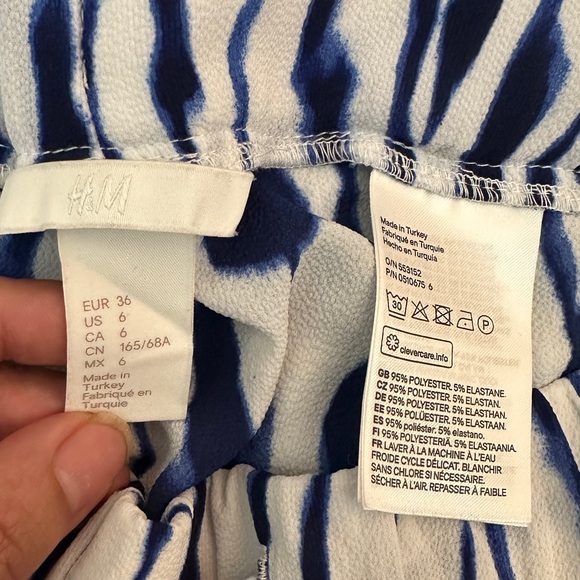 H&M
EUR 36
US 6
CA 6
CN 165/68A
MX 6
Made in
Turkey
Fabriqué en
Turquie
Made in Turkey
Fabriqué en Turquie
Hecho en Turquía
O/N 553152
P/N 0510675 6
30
P
clevercare.info
GB 95% POLYESTER. 5% ELASTANE.
CZ 95% POLYESTER. 5% ELASTAN.
DE 95% POLYESTER. 5% ELASTHAN.
EE 95% POLÜESTER. 5% ELASTAAN.
ES 95% poliéster. 5% elastano.
FI 95% POLYESTERIÄ. 5% ELASTAANIA.
FR LAVER À LA MACHINE À L'EAU
FROIDE CYCLE DÉLICAT. BLANCHIR
SANS CHLORE SI NÉCESSAIRE.
SÉCHER À L'AIR. REPASSER À FAIBLE